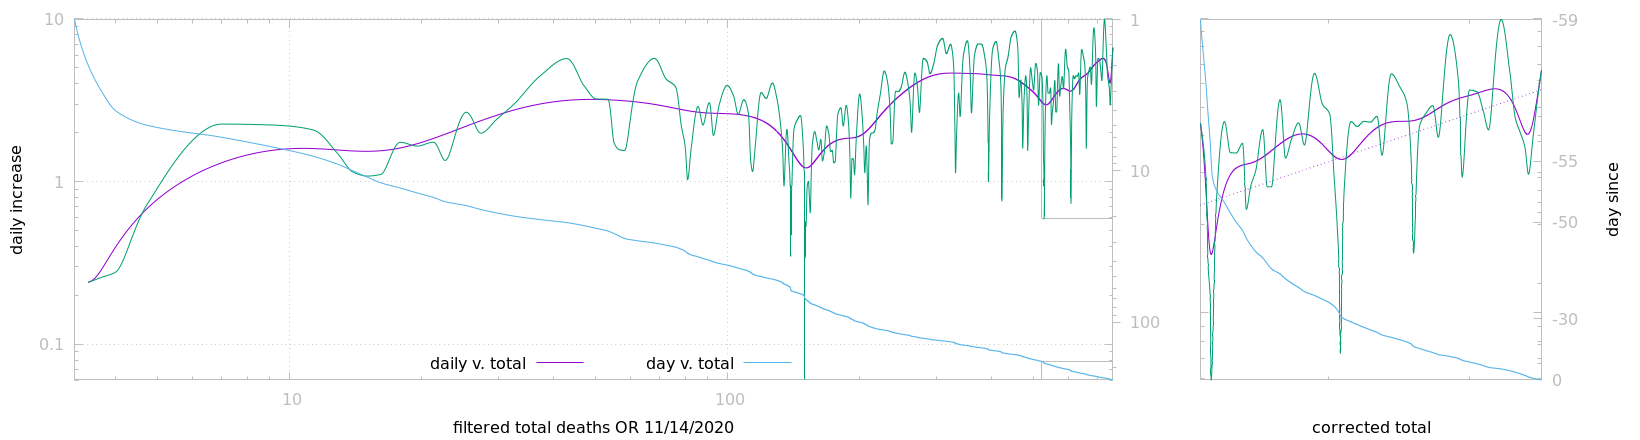 10
1
0.1
daily increase
10
100
filtered total deaths OR 11/14/2020
daily v. total
day v. total
1
10
100
-59
-55
-50
-30
0
day since
corrected total